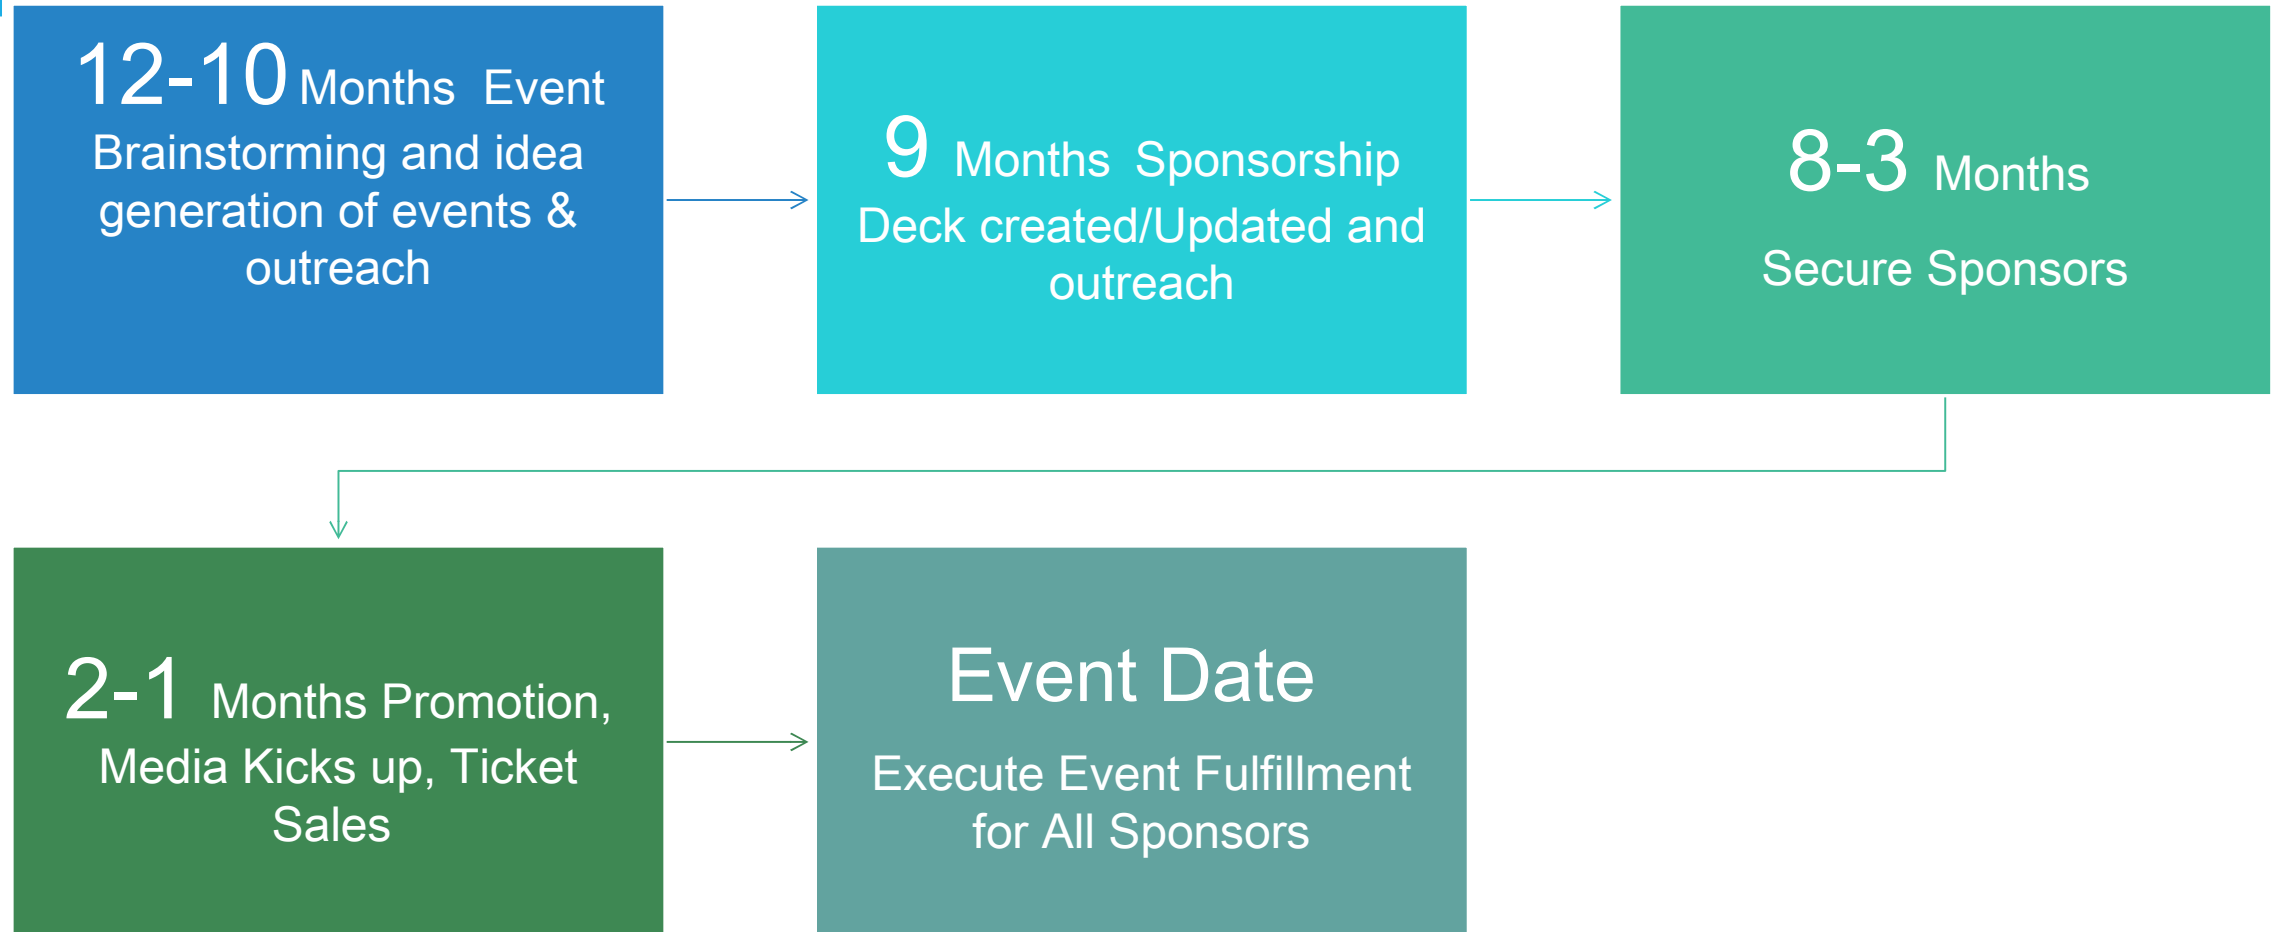 12-10 Months  Event
Brainstorming and idea
generation of events &
outreach
9 Months  Sponsorship
Deck created/Updated and
outreach
8-3 Months
Secure Sponsors
2-1 Months Promotion,
Media Kicks up, Ticket
Sales
Event Date
Execute Event Fulfillment
for All Sponsors